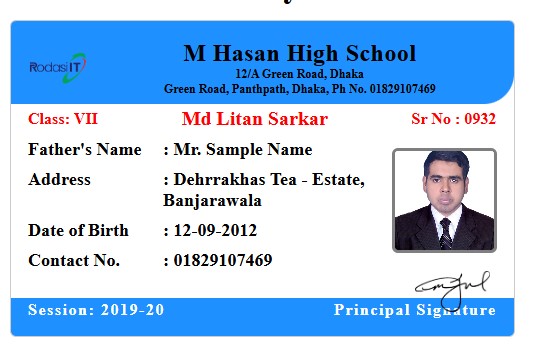 M Hasan High School
RodasiIT
12/A Green Road, Dhaka
Green Road, Panthpath, Dhaka, Ph No. 01829107469
Class: VII Md Litan Sarkar Sr No : 0932
Father's Name : Mr. Sample Name
Address : Dehrrakhas Tea - Estate,
Banjarawala
Date of Birth : 12-09-2012
Contact No. : 01829107469
Session: 2019-20 Principal Signature